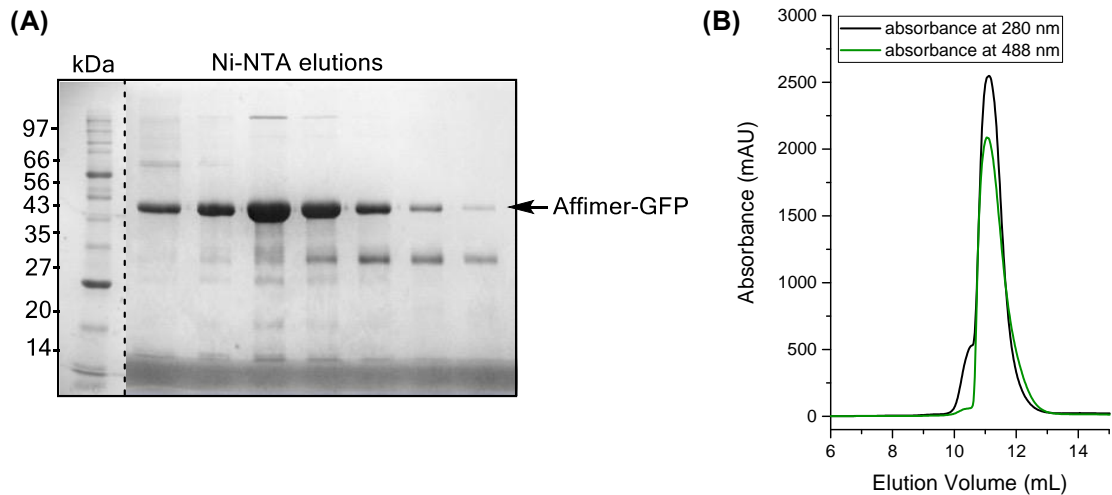 (A)
kDa
Ni-NTA elutions
97
66
56
43
35
27
20
14
Affimer-GFP
(B)
absorbance at 280 nm
absorbance at 488 nm
Absorbance (mAU)
3000
2500
2000
1500
1000
500
0
6 8 10 12 14
Elution Volume (mL)